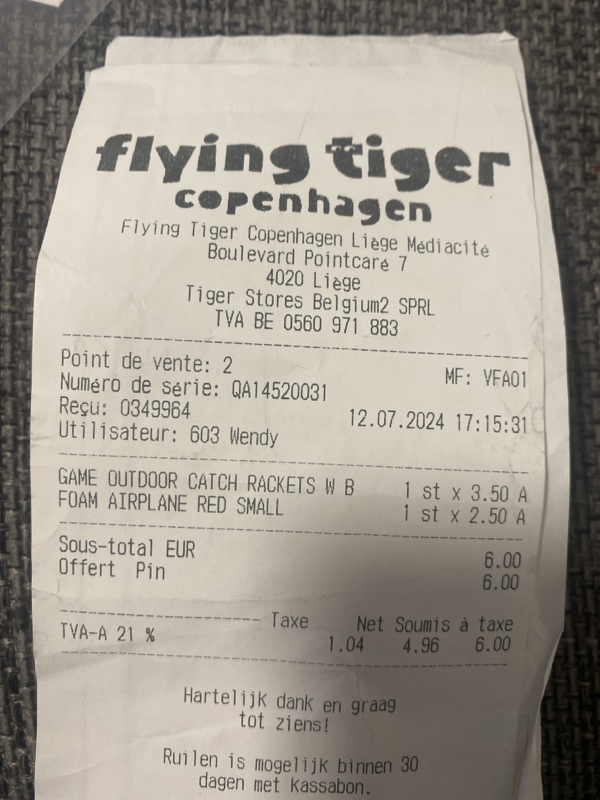 flying tiger
copenhagen
Flying Tiger Copenhagen Liège Médiacité
Boulevard Pointcaré 7
4020 Liège
Tiger Stores Belgium2 SPRL
TVA BE 0560 971 883
Point de vente: 2 MF: VFA01
Numéro de série: QA14520031
Reçu: 0349964 12.07.2024 17:15:31
Utilisateur: 603 Wendy
GAME OUTDOOR CATCH RACKETS W B 1 st x 3.50 A
FOAM AIRPLANE RED SMALL 1 st x 2.50 A
Sous-total EUR 6.00
Offert Pin 6.00
Taxe Net Soumis à taxe
TVA-A 21 % 1.04 4.96 6.00
Hartelijk dank en graag
tot ziens!
Ruilen is mogelijk binnen 30
dagen met kassabon.